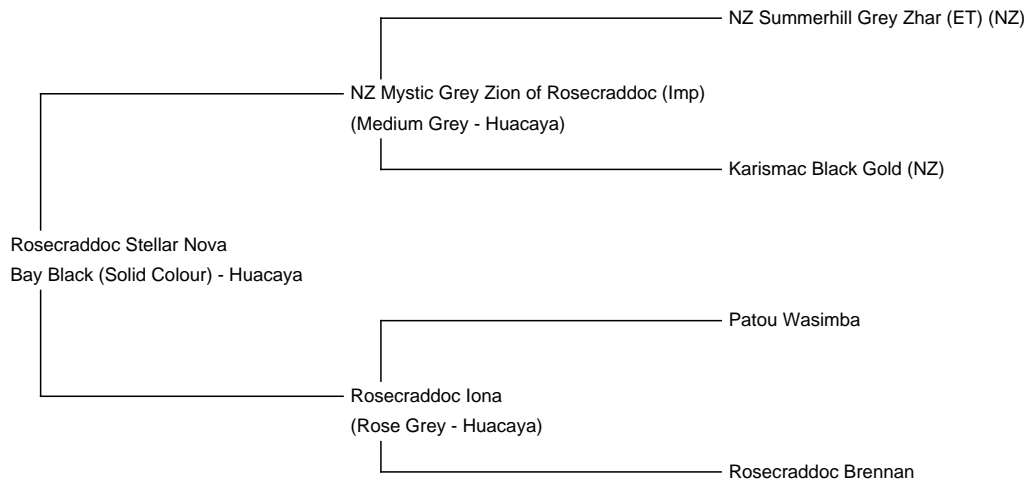 NZ Summerhill Grey Zhar (ET) (NZ)
NZ Mystic Grey Zion of Rosecraddoc (Imp)
(Medium Grey - Huacaya)
Karismac Black Gold (NZ)
Rosecraddoc Stellar Nova
Bay Black (Solid Colour) - Huacaya
Patou Wasimba
Rosecraddoc Iona
(Rose Grey - Huacaya)
Rosecraddoc Brennan